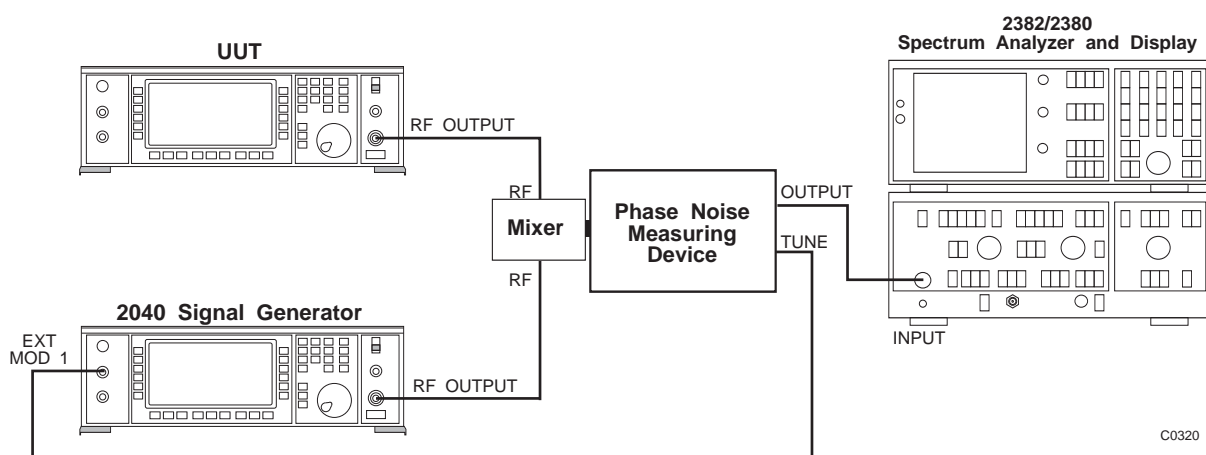 UUT
2382/2380
Spectrum Analyzer and Display
RF OUTPUT
RF
Mixer
RF
Phase Noise
Measuring
Device
OUTPUT
TUNE
2040 Signal Generator
EXT
MOD 1
RF OUTPUT
INPUT
C0320